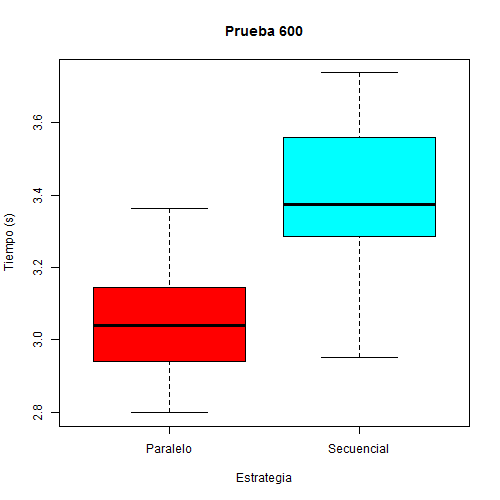 Prueba 600
Tiempo (s)
3.6
3.4
3.2
3.0
2.8
Paralelo
Secuencial
Estrategia